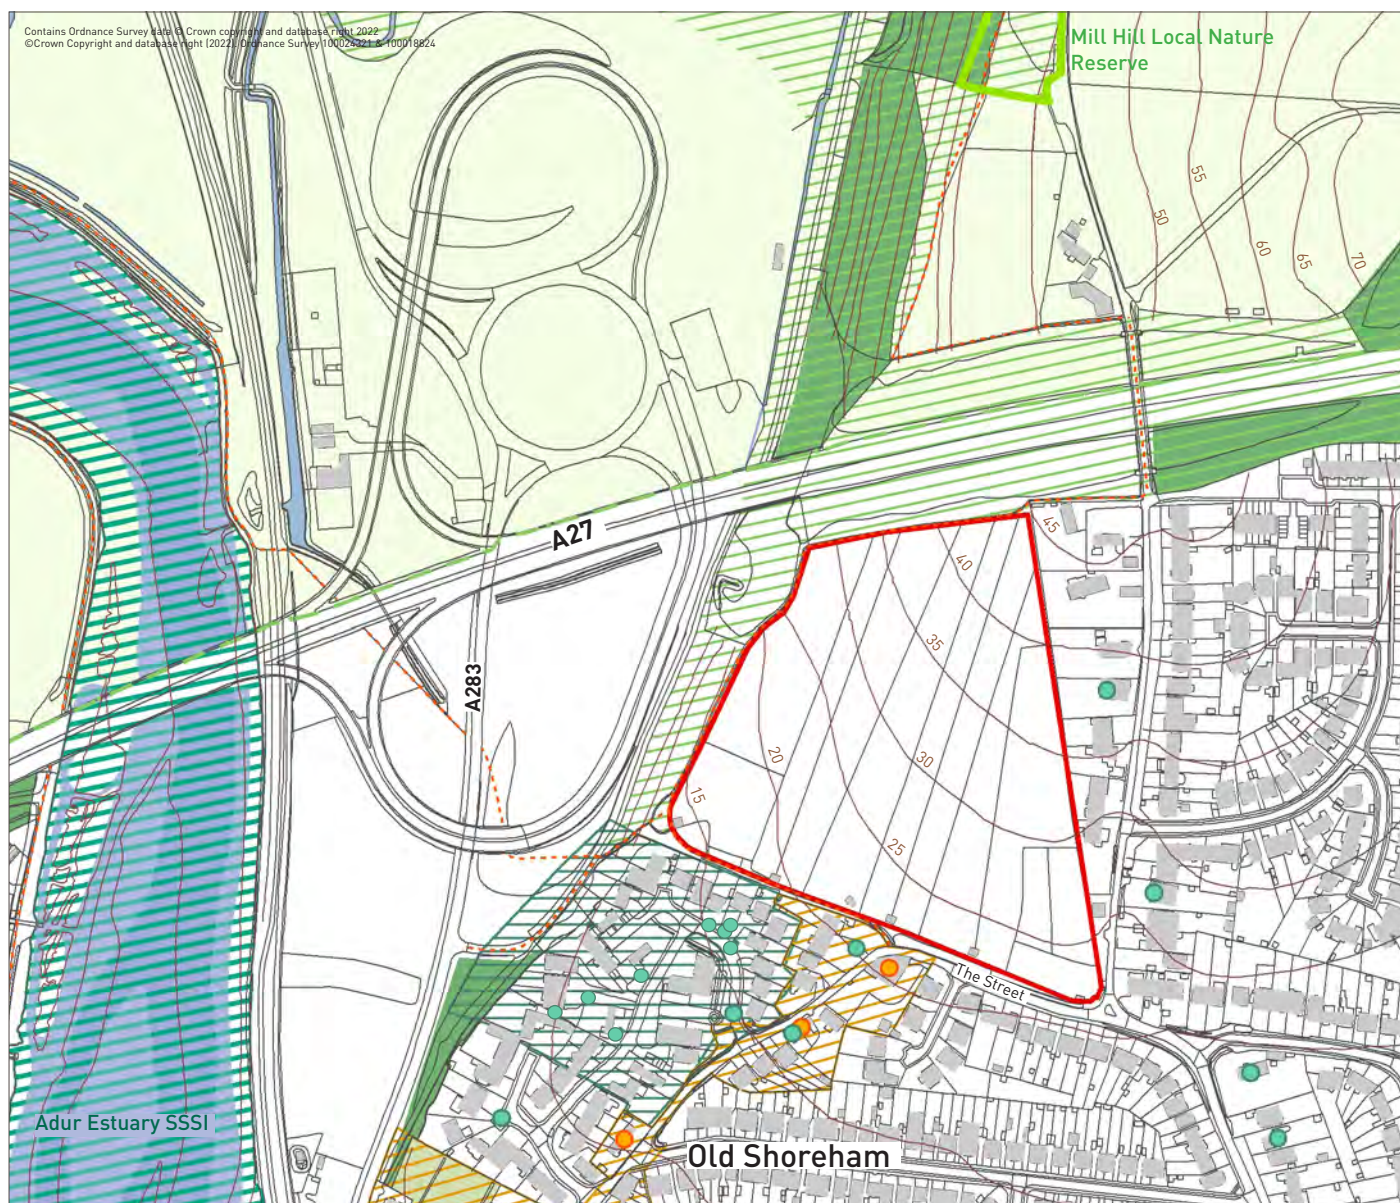 Contains Ordnance Survey data © Crown copyright and database right 2022
©Crown Copyright and database right (2022). Ordnance Survey 100024321 & 100018824
Mill Hill Local Nature
Reserve
55
50
60
65
70
A27
45
40
35
A283
20
30
15
25
The Street
Adur Estuary SSSI
Old Shoreham